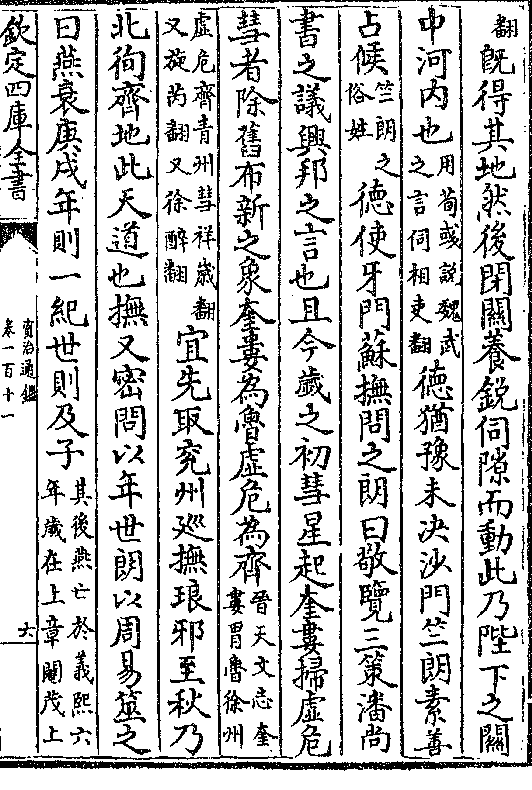 翻既得其地然後閉關養銳伺隙而動此乃陛下之關
中河内也用荀彧說魏武之言伺相吏翻德猶豫未决沙門竺朗素善
占候竺朗之俗姓德使牙門蘇撫問之朗曰敬覽三策潘尚
書之議興邦之言也且今歲之初彗星起奎婁掃虚危
彗者除舊布新之象奎婁為魯虚危為齊晉天文志奎婁胃魯徐州
虚危齊青州彗祥歲翻又旋芮翻又徐醉翻宜先取兖州廵撫琅邪至秋乃
北徇齊地此天道也撫又密問以年世朗以周易筮之
曰燕衰庚戌年則一紀世則及子其後燕亡於義熙六年歲在上章閹茂上
欽定四庫全書
資治通鑑
卷一百十一
六